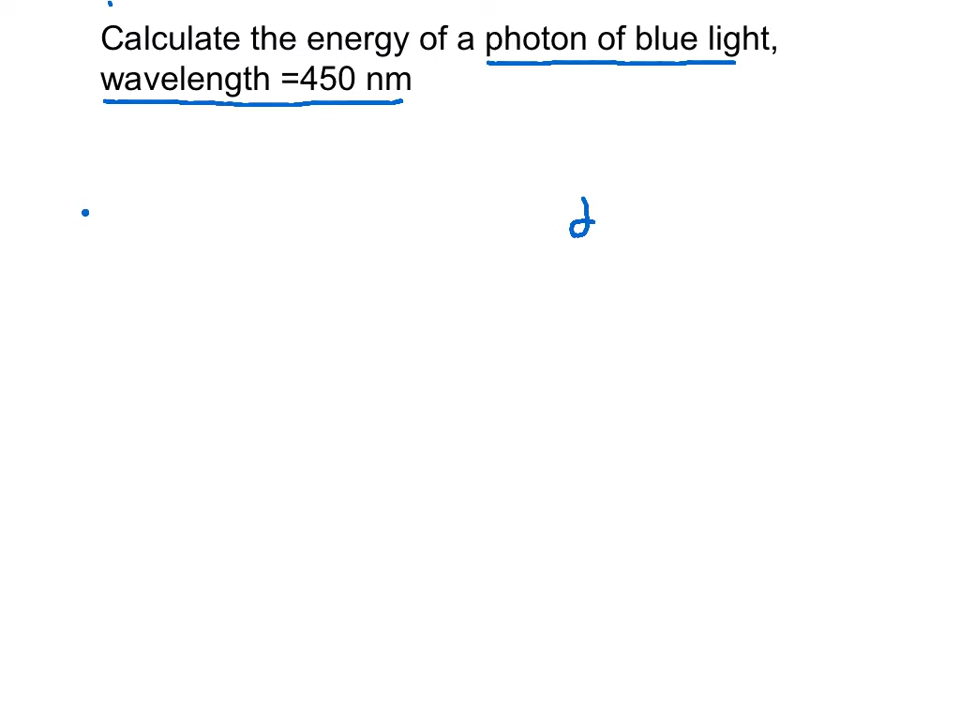 Calculate the energy of a photon of blue light,
wavelength =450 nm